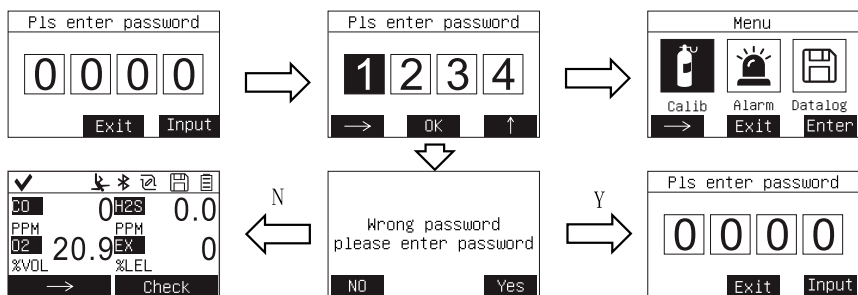 Pls enter password
0 0 0 0
Exit Input
Pls enter password
1 2 3 4
→ OK ↑
Menu
Calib Alarm Datalog
→ Exit Enter
CO 0 H2S 0.0
PPM PPM
O2 20.9 EX 0
%VOL %LEL
→ Check
N
Wrong password
please enter password
NO Yes
Y
Pls enter password
0 0 0 0
Exit Input